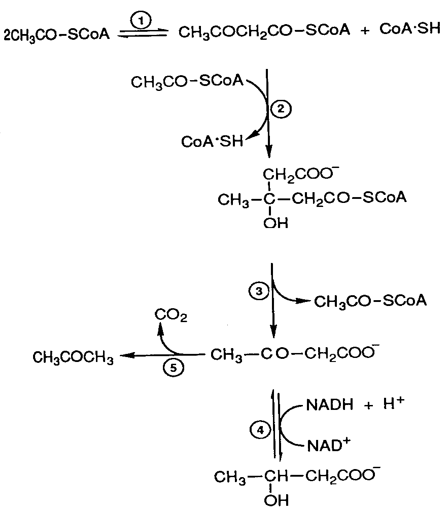 2CH₃CO–SCoA ① CH₃COCH₂CO–SCoA + CoA·SH
CH₃CO–SCoA
②
CoA·SH
CH₂COO⁻
CH₃–C–CH₂CO–SCoA
OH
③
CH₃CO–SCoA
CO₂
CH₃COCH₃ ⑤ CH₃–CO–CH₂COO⁻
NADH + H⁺
④
NAD⁺
CH₃–CH–CH₂COO⁻
OH